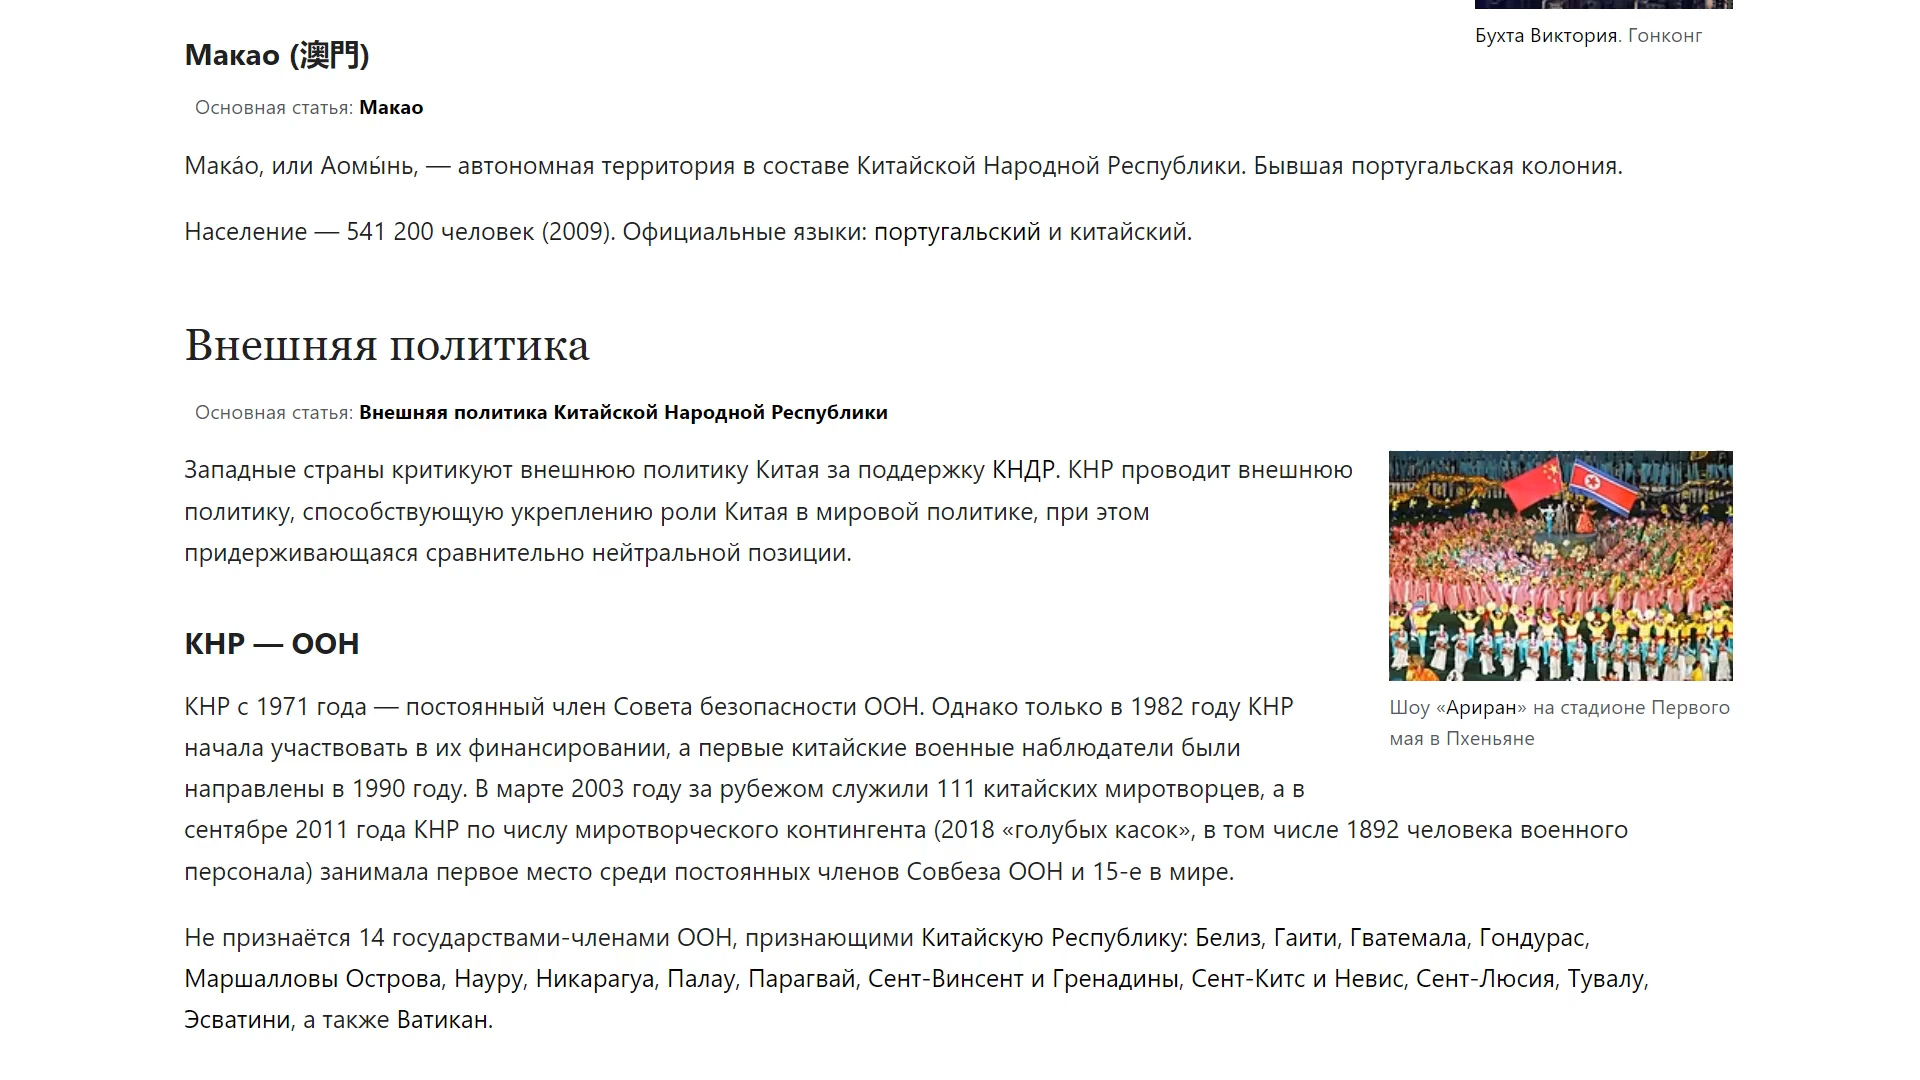 Бухта Виктория. Гонконг
Макао (澳門)
Основная статья: Макао
Мака́о, или Аомы́нь, — автономная территория в составе Китайской Народной Республики. Бывшая португальская колония.
Население — 541 200 человек (2009). Официальные языки: португальский и китайский.
Внешняя политика
Основная статья: Внешняя политика Китайской Народной Республики
Западные страны критикуют внешнюю политику Китая за поддержку КНДР. КНР проводит внешнюю
политику, способствующую укреплению роли Китая в мировой политике, при этом
придерживающаяся сравнительно нейтральной позиции.
КНР — ООН
КНР с 1971 года — постоянный член Совета безопасности ООН. Однако только в 1982 году КНР
начала участвовать в их финансировании, а первые китайские военные наблюдатели были
направлены в 1990 году. В марте 2003 году за рубежом служили 111 китайских миротворцев, а в
сентябре 2011 года КНР по числу миротворческого контингента (2018 «голубых касок», в том числе 1892 человека военного
персонала) занимала первое место среди постоянных членов Совбеза ООН и 15-е в мире.
Шоу «Ариран» на стадионе Первого
мая в Пхеньяне
Не признаётся 14 государствами-членами ООН, признающими Китайскую Республику: Белиз, Гаити, Гватемала, Гондурас,
Маршалловы Острова, Науру, Никарагуа, Палау, Парагвай, Сент-Винсент и Гренадины, Сент-Китс и Невис, Сент-Люсия, Тувалу,
Эсватини, а также Ватикан.